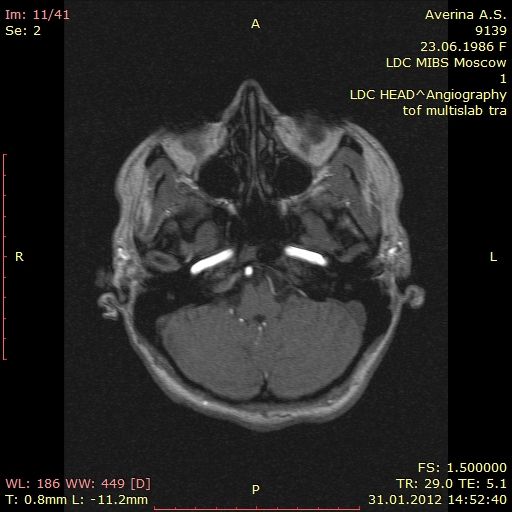 Im: 11/41
Se: 2
A
Averina A.S.
9139
23.06.1986 F
LDC MIBS Moscow
1
LDC HEAD^Angiography
tof multislab tra
R
L
WL: 186 WW: 449 [D]
T: 0.8mm L: -11.2mm
P
FS: 1.500000
TR: 29.0 TE: 5.1
31.01.2012 14:52:40